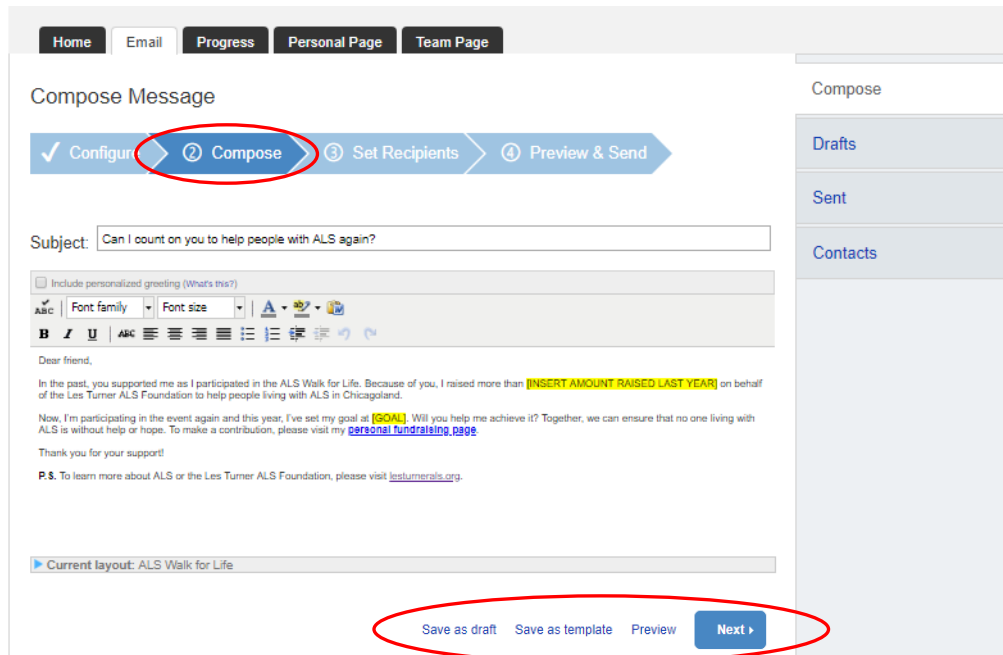 Home Email Progress Personal Page Team Page
Compose Message
Configure ② Compose ③ Set Recipients ④ Preview & Send
Compose
Drafts
Sent
Contacts
Subject: Can I count on you to help people with ALS again?
Include personalized greeting (What's this?)
ABC Font family Font size A ab
B I U ABC
Dear friend,
In the past, you supported me as I participated in the ALS Walk for Life. Because of you, I raised more than [INSERT AMOUNT RAISED LAST YEAR] on behalf
of the Les Turner ALS Foundation to help people living with ALS in Chicagoland.
Now, I'm participating in the event again and this year, I've set my goal at [GOAL]. Will you help me achieve it? Together, we can ensure that no one living with
ALS is without help or hope. To make a contribution, please visit my personal fundraising page.
Thank you for your support!
P.S. To learn more about ALS or the Les Turner ALS Foundation, please visit lesturnerals.org.
Current layout: ALS Walk for Life
Save as draft Save as template Preview Next